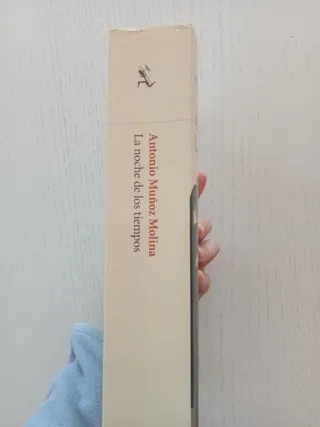 Antonio Muñoz Molina
La noche de los tiempos